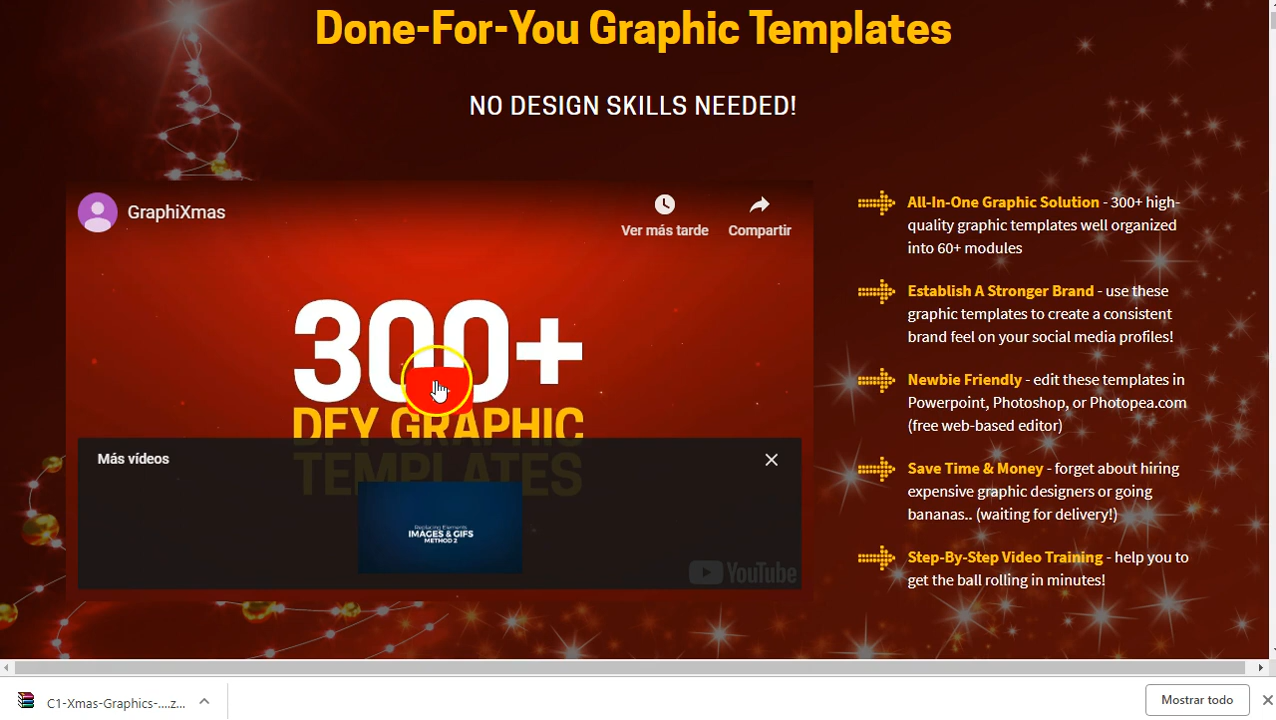 Done-For-You Graphic Templates
NO DESIGN SKILLS NEEDED!
GraphiXmas
Ver más tarde
Compartir
300+
DFY GRAPHIC
TEMPLATES
Más vídeos
Replacing Elements
IMAGES & GIFS
METHOD 2
YouTube
All-In-One Graphic Solution - 300+ high-
quality graphic templates well organized
into 60+ modules
Establish A Stronger Brand - use these
graphic templates to create a consistent
brand feel on your social media profiles!
Newbie Friendly - edit these templates in
Powerpoint, Photoshop, or Photopea.com
(free web-based editor)
Save Time & Money - forget about hiring
expensive graphic designers or going
bananas.. (waiting for delivery!)
Step-By-Step Video Training - help you to
get the ball rolling in minutes!
C1-Xmas-Graphics-....z...
Mostrar todo